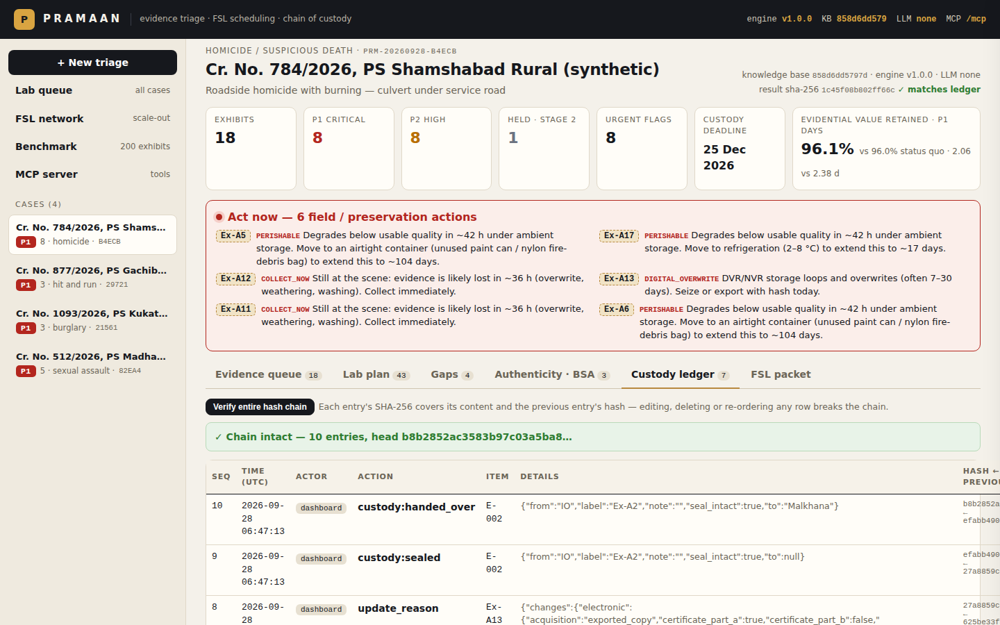 P PRAMAAN evidence triage · FSL scheduling · chain of custody engine v1.0.0 KB 858d6dd579 LLM none MCP /mcp
+ New triage
Lab queue all cases
FSL network scale-out
Benchmark 200 exhibits
MCP server tools
CASES (4)
Cr. No. 784/2026, PS Shams…
P1 8 · homicide · B4ECB
Cr. No. 877/2026, PS Gachib…
P1 3 · hit and run · 29721
Cr. No. 1093/2026, PS Kukat…
P1 3 · burglary · 21561
Cr. No. 512/2026, PS Madha…
P1 5 · sexual assault · 82EA4
HOMICIDE / SUSPICIOUS DEATH · PRM-20260928-B4ECB
Cr. No. 784/2026, PS Shamshabad Rural (synthetic)
Roadside homicide with burning — culvert under service road
knowledge base 858d6dd5797d · engine v1.0.0 · LLM none
result sha-256 1c45f08b802ff66c ✓ matches ledger
EXHIBITS
18
P1 CRITICAL
8
P2 HIGH
8
HELD · STAGE 2
1
URGENT FLAGS
8
CUSTODY
DEADLINE
25 Dec
2026
EVIDENTIAL VALUE RETAINED · P1
DAYS
96.1% vs 96.0% status quo · 2.06
vs 2.38 d
Act now — 6 field / preservation actions
Ex-A5 PERISHABLE Degrades below usable quality in ~42 h under ambient
storage. Move to airtight container (unused paint can / nylon fire-
debris bag) to extend this to ~104 days.
Ex-A17 PERISHABLE Degrades below usable quality in ~42 h under ambient
storage. Move to refrigeration (2–8 °C) to extend this to ~17 days.
Ex-A12 COLLECT_NOW Still at the scene: evidence is likely lost in ~36 h (overwrite,
weathering, washing). Collect immediately.
Ex-A13 DIGITAL_OVERWRITE DVR/NVR storage loops and overwrites (often 7–30
days). Seize or export with hash today.
Ex-A11 COLLECT_NOW Still at the scene: evidence is likely lost in ~36 h (overwrite,
weathering, washing). Collect immediately.
Ex-A6 PERISHABLE Degrades below usable quality in ~42 h under ambient
storage. Move to an airtight container (unused paint can / nylon fire-
debris bag) to extend this to ~104 days.
Evidence queue 18 Lab plan 43 Gaps 4 Authenticity · BSA 3 Custody ledger 7 FSL packet
Verify entire hash chain Each entry's SHA-256 covers its content and the previous entry's hash — editing, deleting or re-ordering any row breaks the chain.
✓ Chain intact — 10 entries, head b8b2852ac3583b97c03a5ba8…
SEQ TIME (UTC) ACTOR ACTION ITEM DETAILS HASH ← PREVIOU
10 2026-09-28 06:47:13 dashboard custody:handed_over E-002 {"from":"IO","label":"Ex-A2","note":"","seal_intact":true,"to":"Malkhana"} b8b2852a ← efabb490
9 2026-09-28 06:47:13 dashboard custody:sealed E-002 {"from":"IO","label":"Ex-A2","note":"","seal_intact":true,"to":null} efabb490 ← 27a8859c
8 2026-09-28 dashboard update_reason Ex-A13 {"changes":{"electronic":
{"acquisition":"exported_copy","certificate_part_a":true,"certificate_part_b":false," 27a8859c ← 625be33f